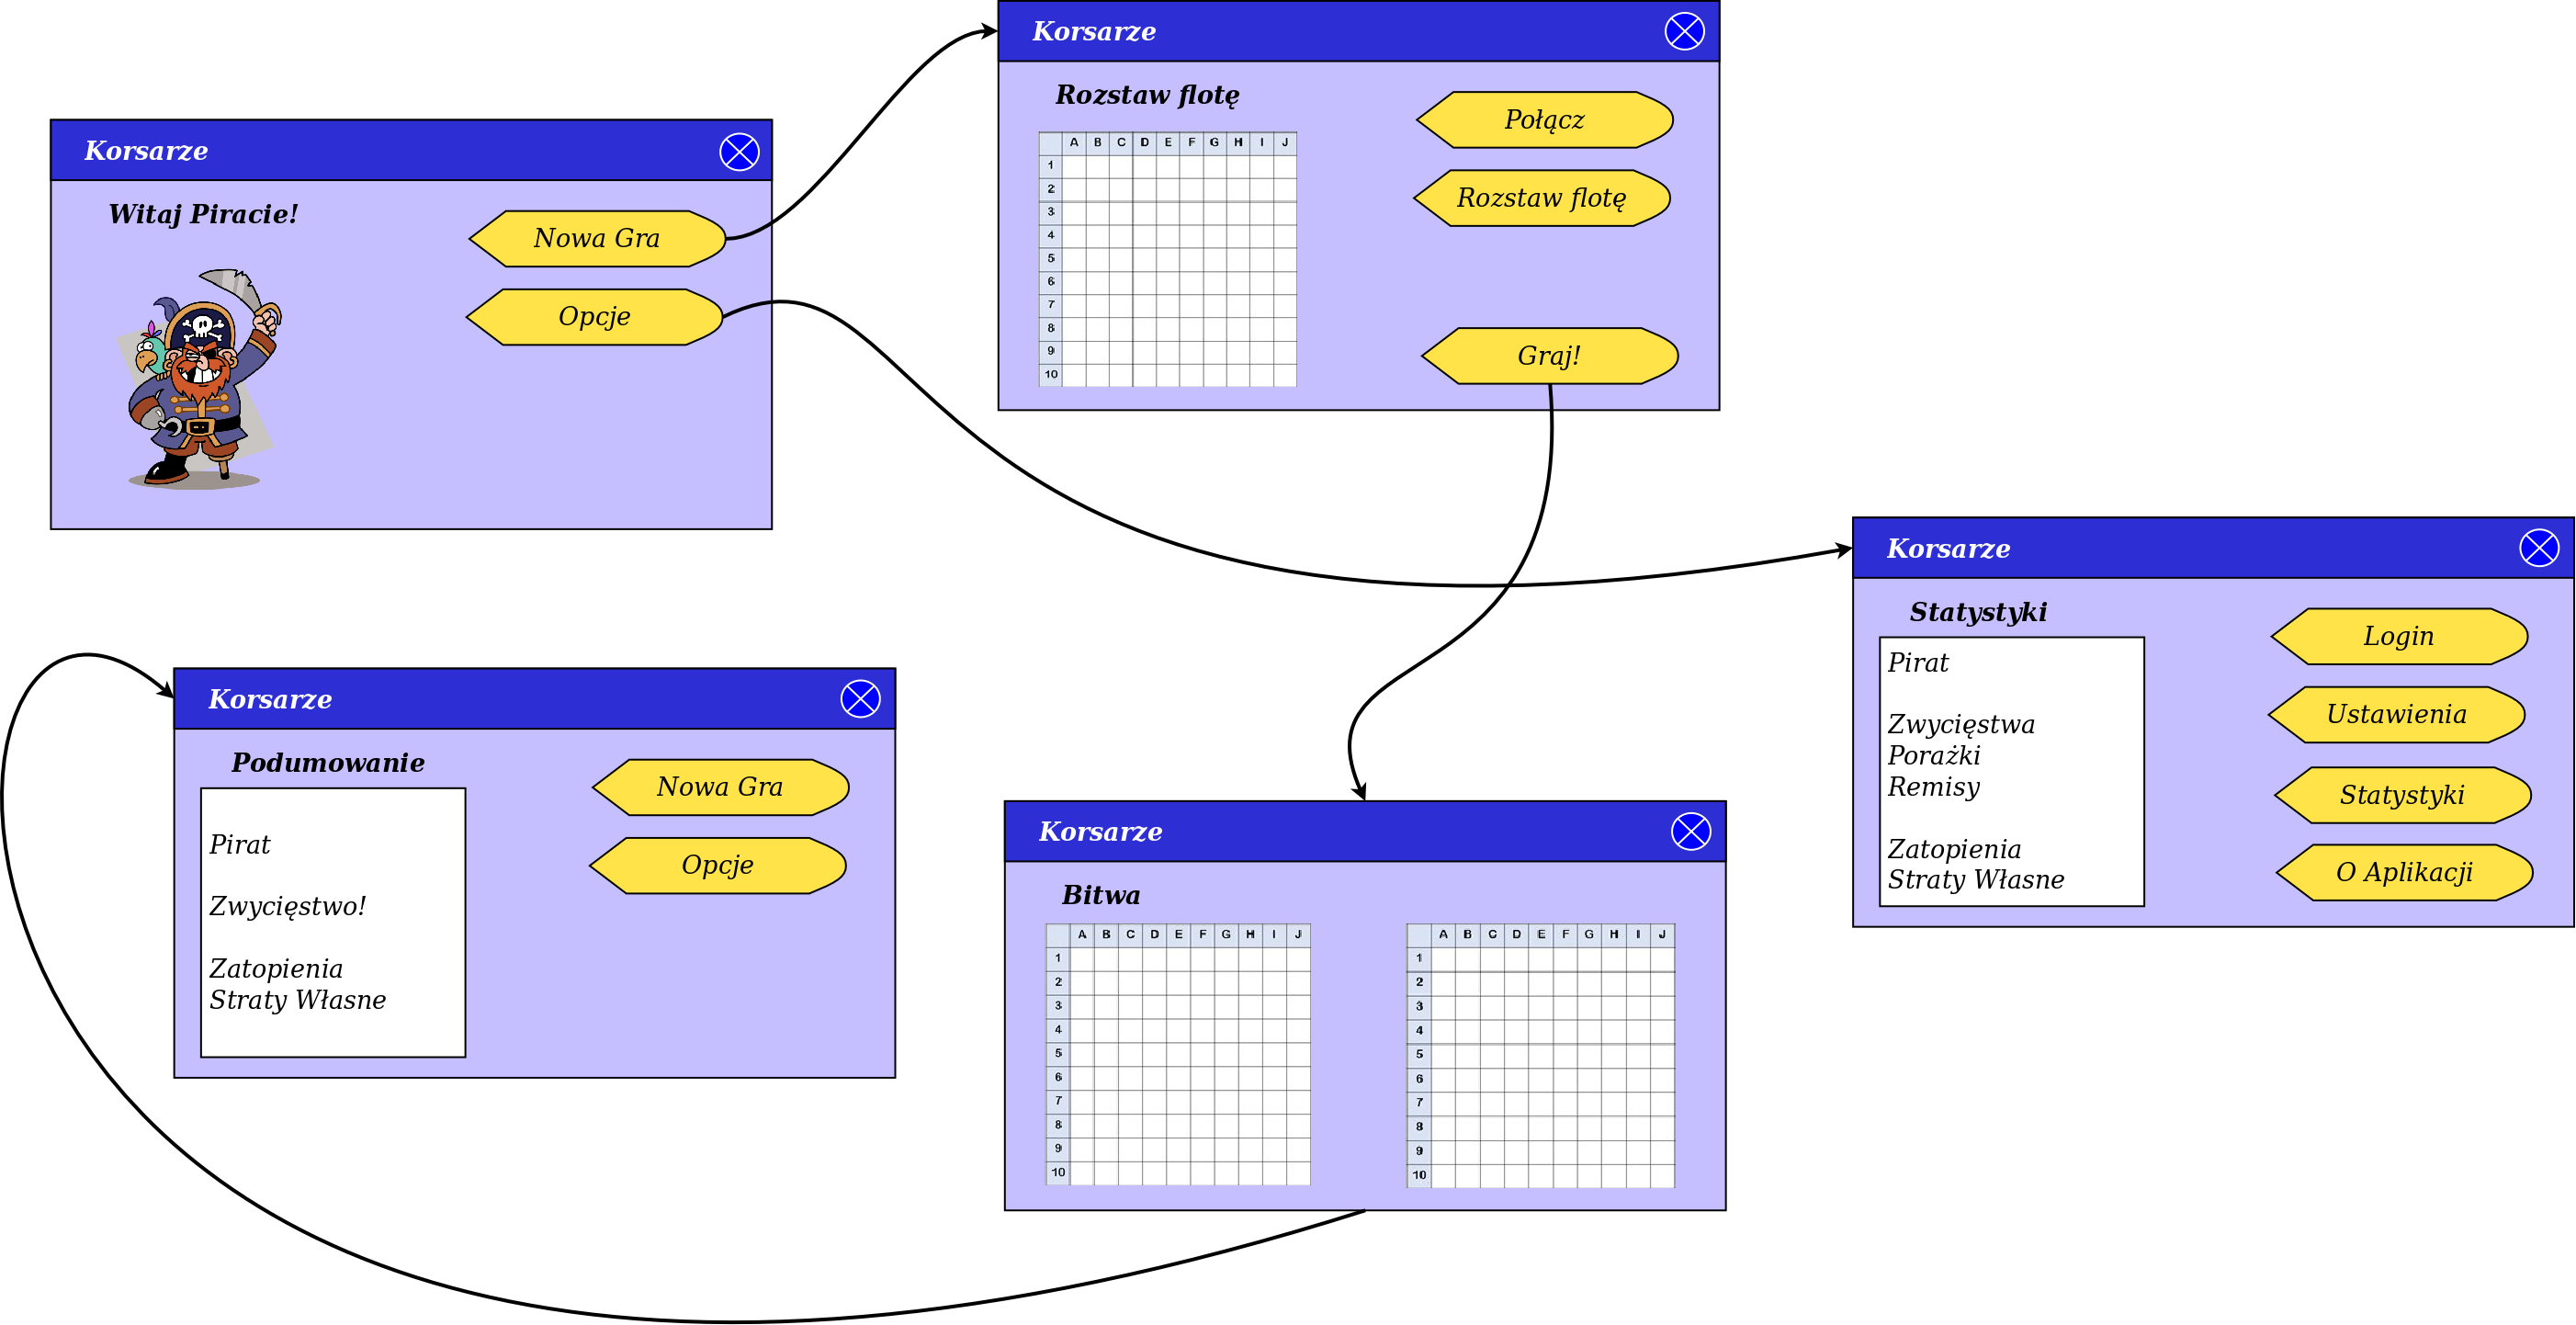 Korsarze
Witaj Piracie!
Nowa Gra
Opcje
Korsarze
Rozstaw flotę
A B C D E F G H I J
1
2
3
4
5
6
7
8
9
10
Połącz
Rozstaw flotę
Graj!
Korsarze
Statystyki
Pirat
Zwycięstwa
Porażki
Remisy
Zatopienia
Straty Własne
Login
Ustawienia
Statystyki
O Aplikacji
Korsarze
Podumowanie
Pirat
Zwycięstwo!
Zatopienia
Straty Własne
Nowa Gra
Opcje
Korsarze
Bitwa
A B C D E F G H I J
1
2
3
4
5
6
7
8
9
10
A B C D E F G H I J
1
2
3
4
5
6
7
8
9
10